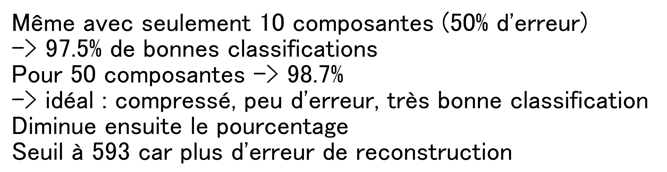 Même avec seulement 10 composantes (50% d'erreur)
-> 97.5% de bonnes classifications
Pour 50 composantes -> 98.7%
-> idéal : compressé, peu d'erreur, très bonne classification
Diminue ensuite le pourcentage
Seuil à 593 car plus d'erreur de reconstruction